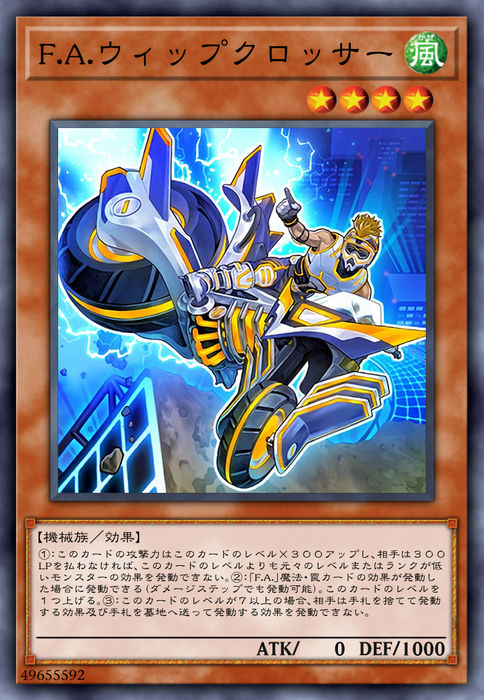 F.A.ウィップクロッサー
風
かぜ
【機械族／効果】
①:このカードの攻撃力はこのカードのレベル×300アップし、相手は300
LPを払わなければ、このカードのレベルよりも元々のレベルまたはランクが低
いモンスターの効果を発動できない。②:「F.A.」魔法・罠カードの効果が発動し
た場合に発動できる(ダメージステップでも発動可能)。このカードのレベルを
1つ上げる。③:このカードのレベルが7以上の場合、相手は手札を捨てて発動
する効果及び手札を墓地へ送って発動する効果を発動できない。
ATK/ 0 DEF/1000
49655592